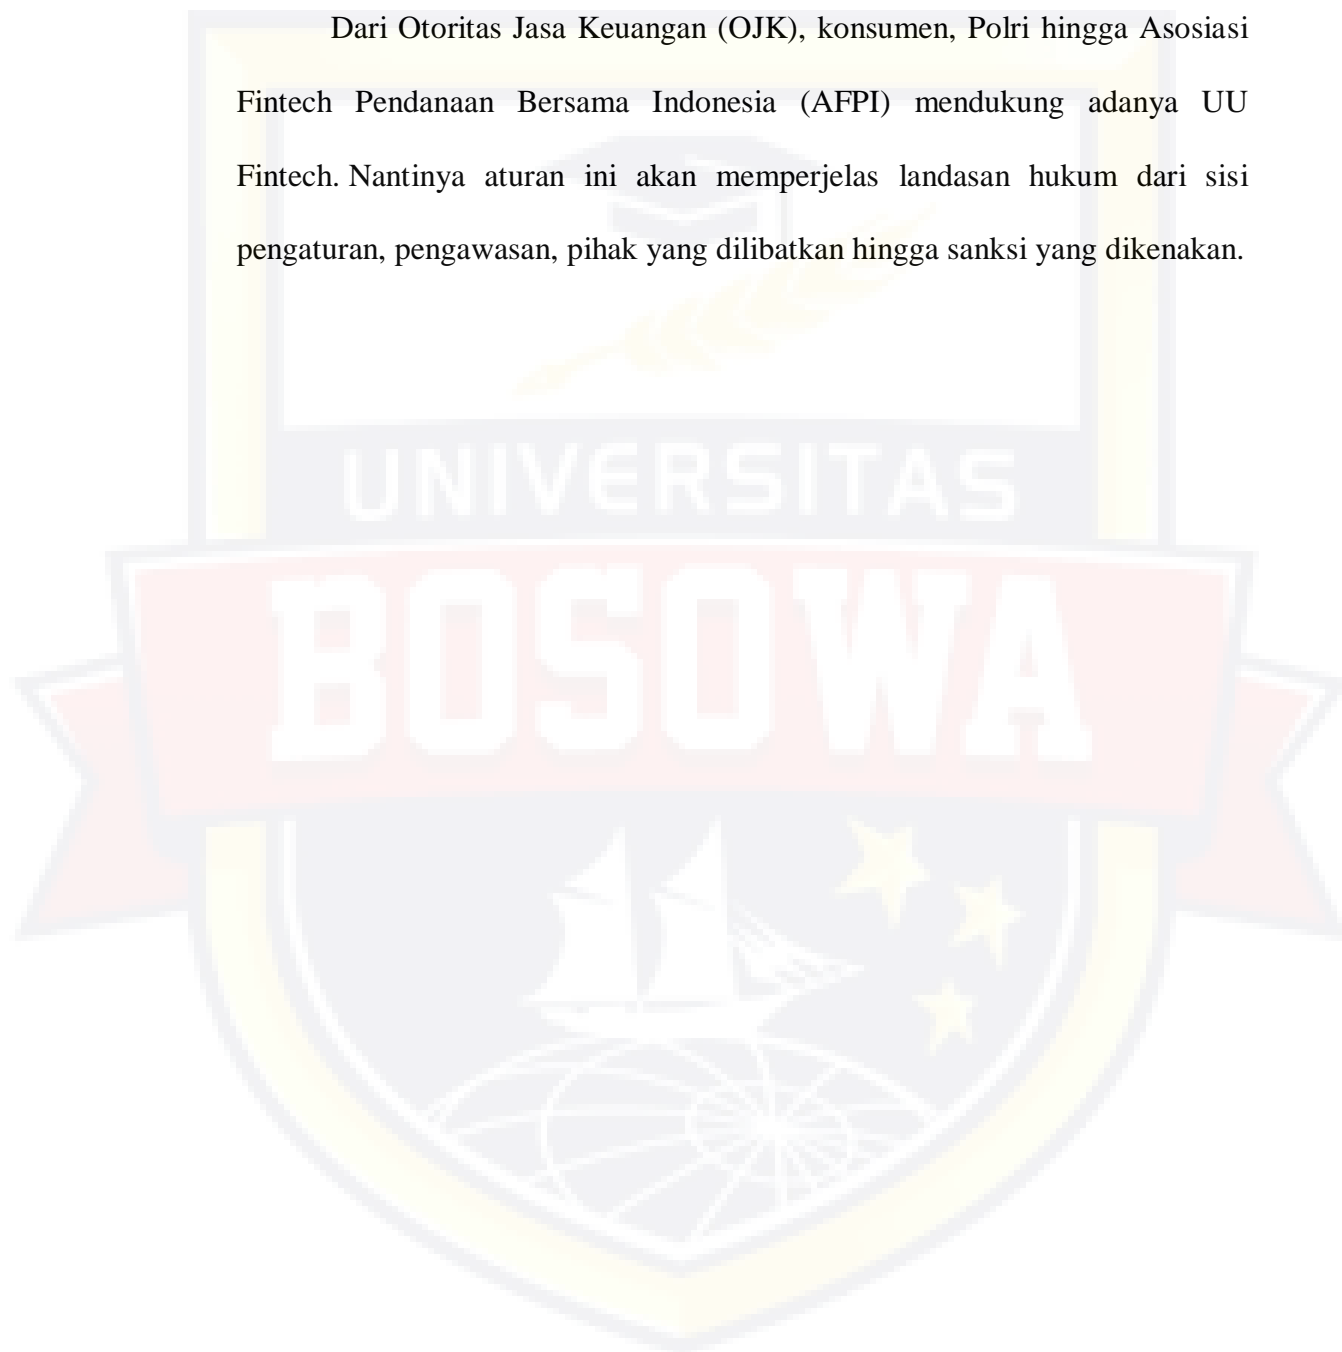 Dari Otoritas Jasa Keuangan (OJK), konsumen, Polri hingga Asosiasi
Fintech Pendanaan Bersama Indonesia (AFPI) mendukung adanya UU
Fintech. Nantinya aturan ini akan memperjelas landasan hukum dari sisi
pengaturan, pengawasan, pihak yang dilibatkan hingga sanksi yang dikenakan.
UNIVERSITAS
BOSOWA